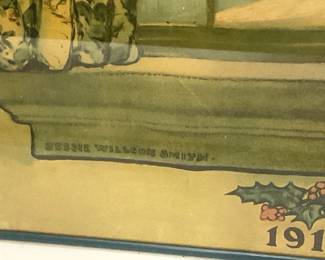 JESSIE WILLCOX SMITH.
191